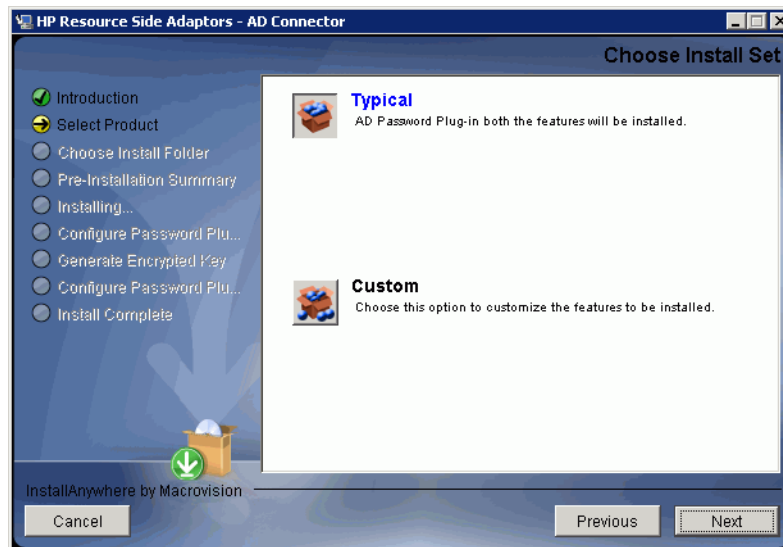 HP Resource Side Adaptors - AD Connector
Choose Install Set
Introduction
Select Product
Choose Install Folder
Pre-Installation Summary
Installing...
Configure Password Plu...
Generate Encrypted Key
Configure Password Plu...
Install Complete
Typical
AD Password Plug-in both the features will be installed.
Custom
Choose this option to customize the features to be installed.
InstallAnywhere by Macrovision
Cancel
Previous
Next